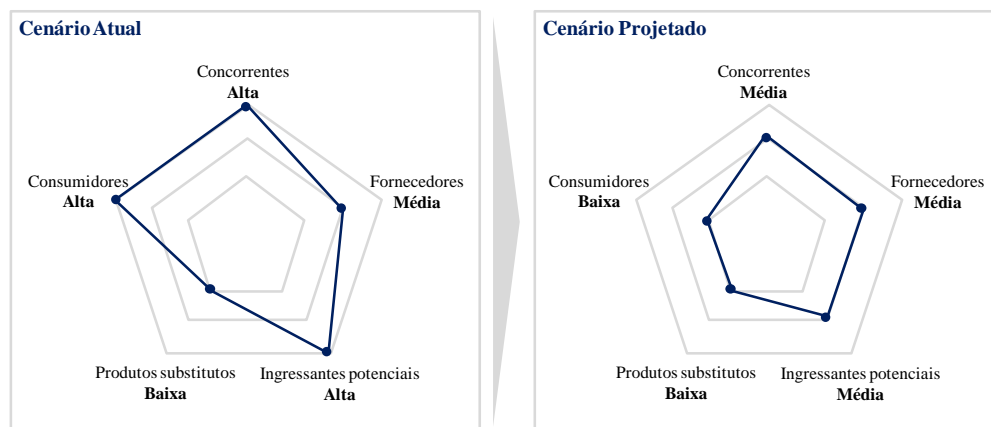 Cenário Atual
Concorrentes
Alta
Consumidores
Alta
Fornecedores
Média
Produtos substitutos
Baixa
Ingressantes potenciais
Alta
Cenário Projetado
Concorrentes
Média
Consumidores
Baixa
Fornecedores
Média
Produtos substitutos
Baixa
Ingressantes potenciais
Média